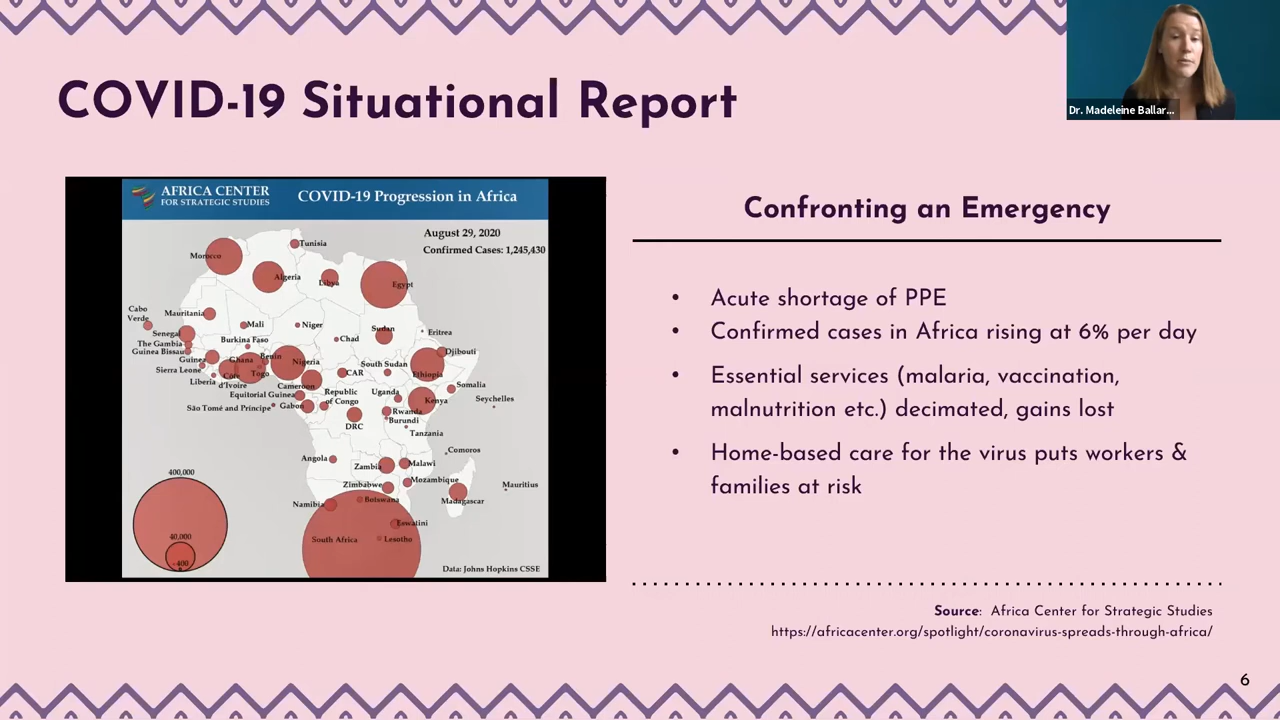 COVID-19 Situational Report
Dr. Madeleine Ballar...
AFRICA CENTER
FOR STRATEGIC STUDIES
COVID-19 Progression in Africa
August 29, 2020
Confirmed Cases: 1,245,430
Tunisia
Morocco
Algeria
Libya
Egypt
Cabo
Verde
Mauritania
Mali
Niger
Chad
Sudan
Eritrea
Senegal
The Gambia
Guinea Bissau
Burkina Faso
Djibouti
Guinea
Ghana
Benin
Nigeria
South Sudan
Ethiopia
Sierra Leone
Liberia
Côte
d'Ivoire
Togo
Cameroon
CAR
Somalia
Equitorial Guinea
Republic
of Congo
Uganda
Kenya
Seychelles
São Tomé and Príncipe
Gabon
Rwanda
Burundi
DRC
Tanzania
Comoros
Angola
Zambia
Malawi
Mozambique
Mauritius
Zimbabwe
Madagascar
Namibia
Botswana
Eswatini
South Africa
Lesotho
400,000
40,000
400
Data: Johns Hopkins CSSE
Confronting an Emergency
• Acute shortage of PPE
• Confirmed cases in Africa rising at 6% per day
• Essential services (malaria, vaccination,
malnutrition etc.) decimated, gains lost
• Home-based care for the virus puts workers &
families at risk
Source: Africa Center for Strategic Studies
https://africacenter.org/spotlight/coronavirus-spreads-through-africa/
6